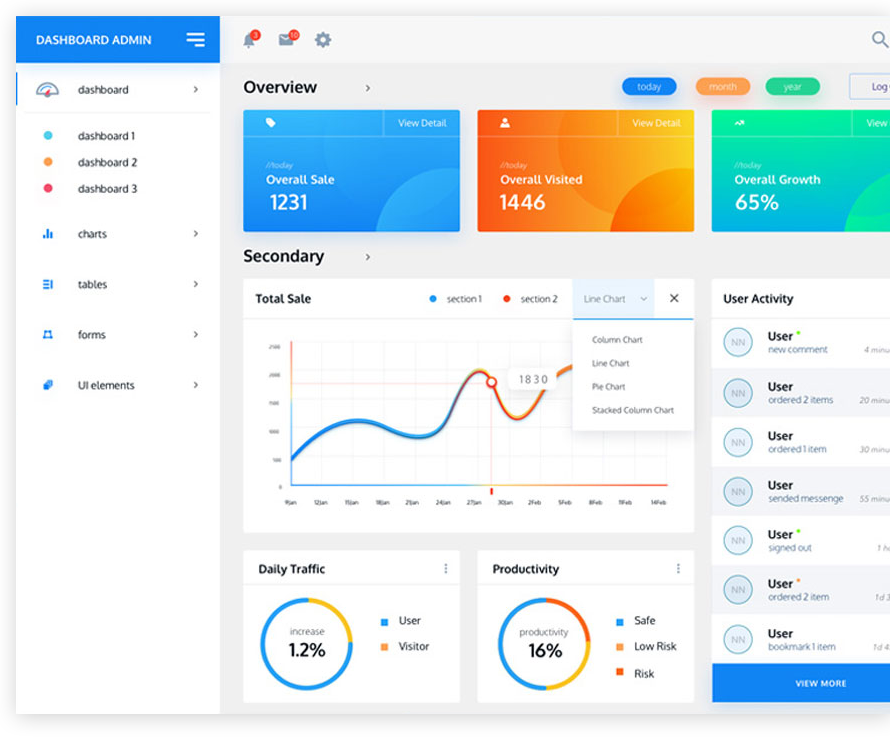 DASHBOARD ADMIN
3
10
dashboard
dashboard 1
dashboard 2
dashboard 3
charts
tables
forms
UI elements
Overview
today
month
year
Log
View Detail
//today
Overall Sale
1231
View Detail
//today
Overall Visited
1446
View
//today
Overall Growth
65%
Secondary
Total Sale
section 1
section 2
Line Chart
Column Chart
Line Chart
Pie Chart
Stacked Column Chart
2500
2000
1500
1000
500
0
1830
9Jan 12Jan 15Jan 18Jan 21Jan 24Jan 27Jan 30Jan 2Feb 5Feb 8Feb 11Feb 14Feb
User Activity
NN
User
new comment
4 minu
NN
User
ordered 2 items
20 minu
NN
User
ordered 1 item
30 minu
NN
User
sended messenge
55 minu
NN
User
signed out
1 h
NN
User
ordered 2 item
1d
NN
User
bookmark 1 item
1d 4
VIEW MORE
Daily Traffic
increase
1.2%
User
Visitor
Productivity
productivity
16%
Safe
Low Risk
Risk